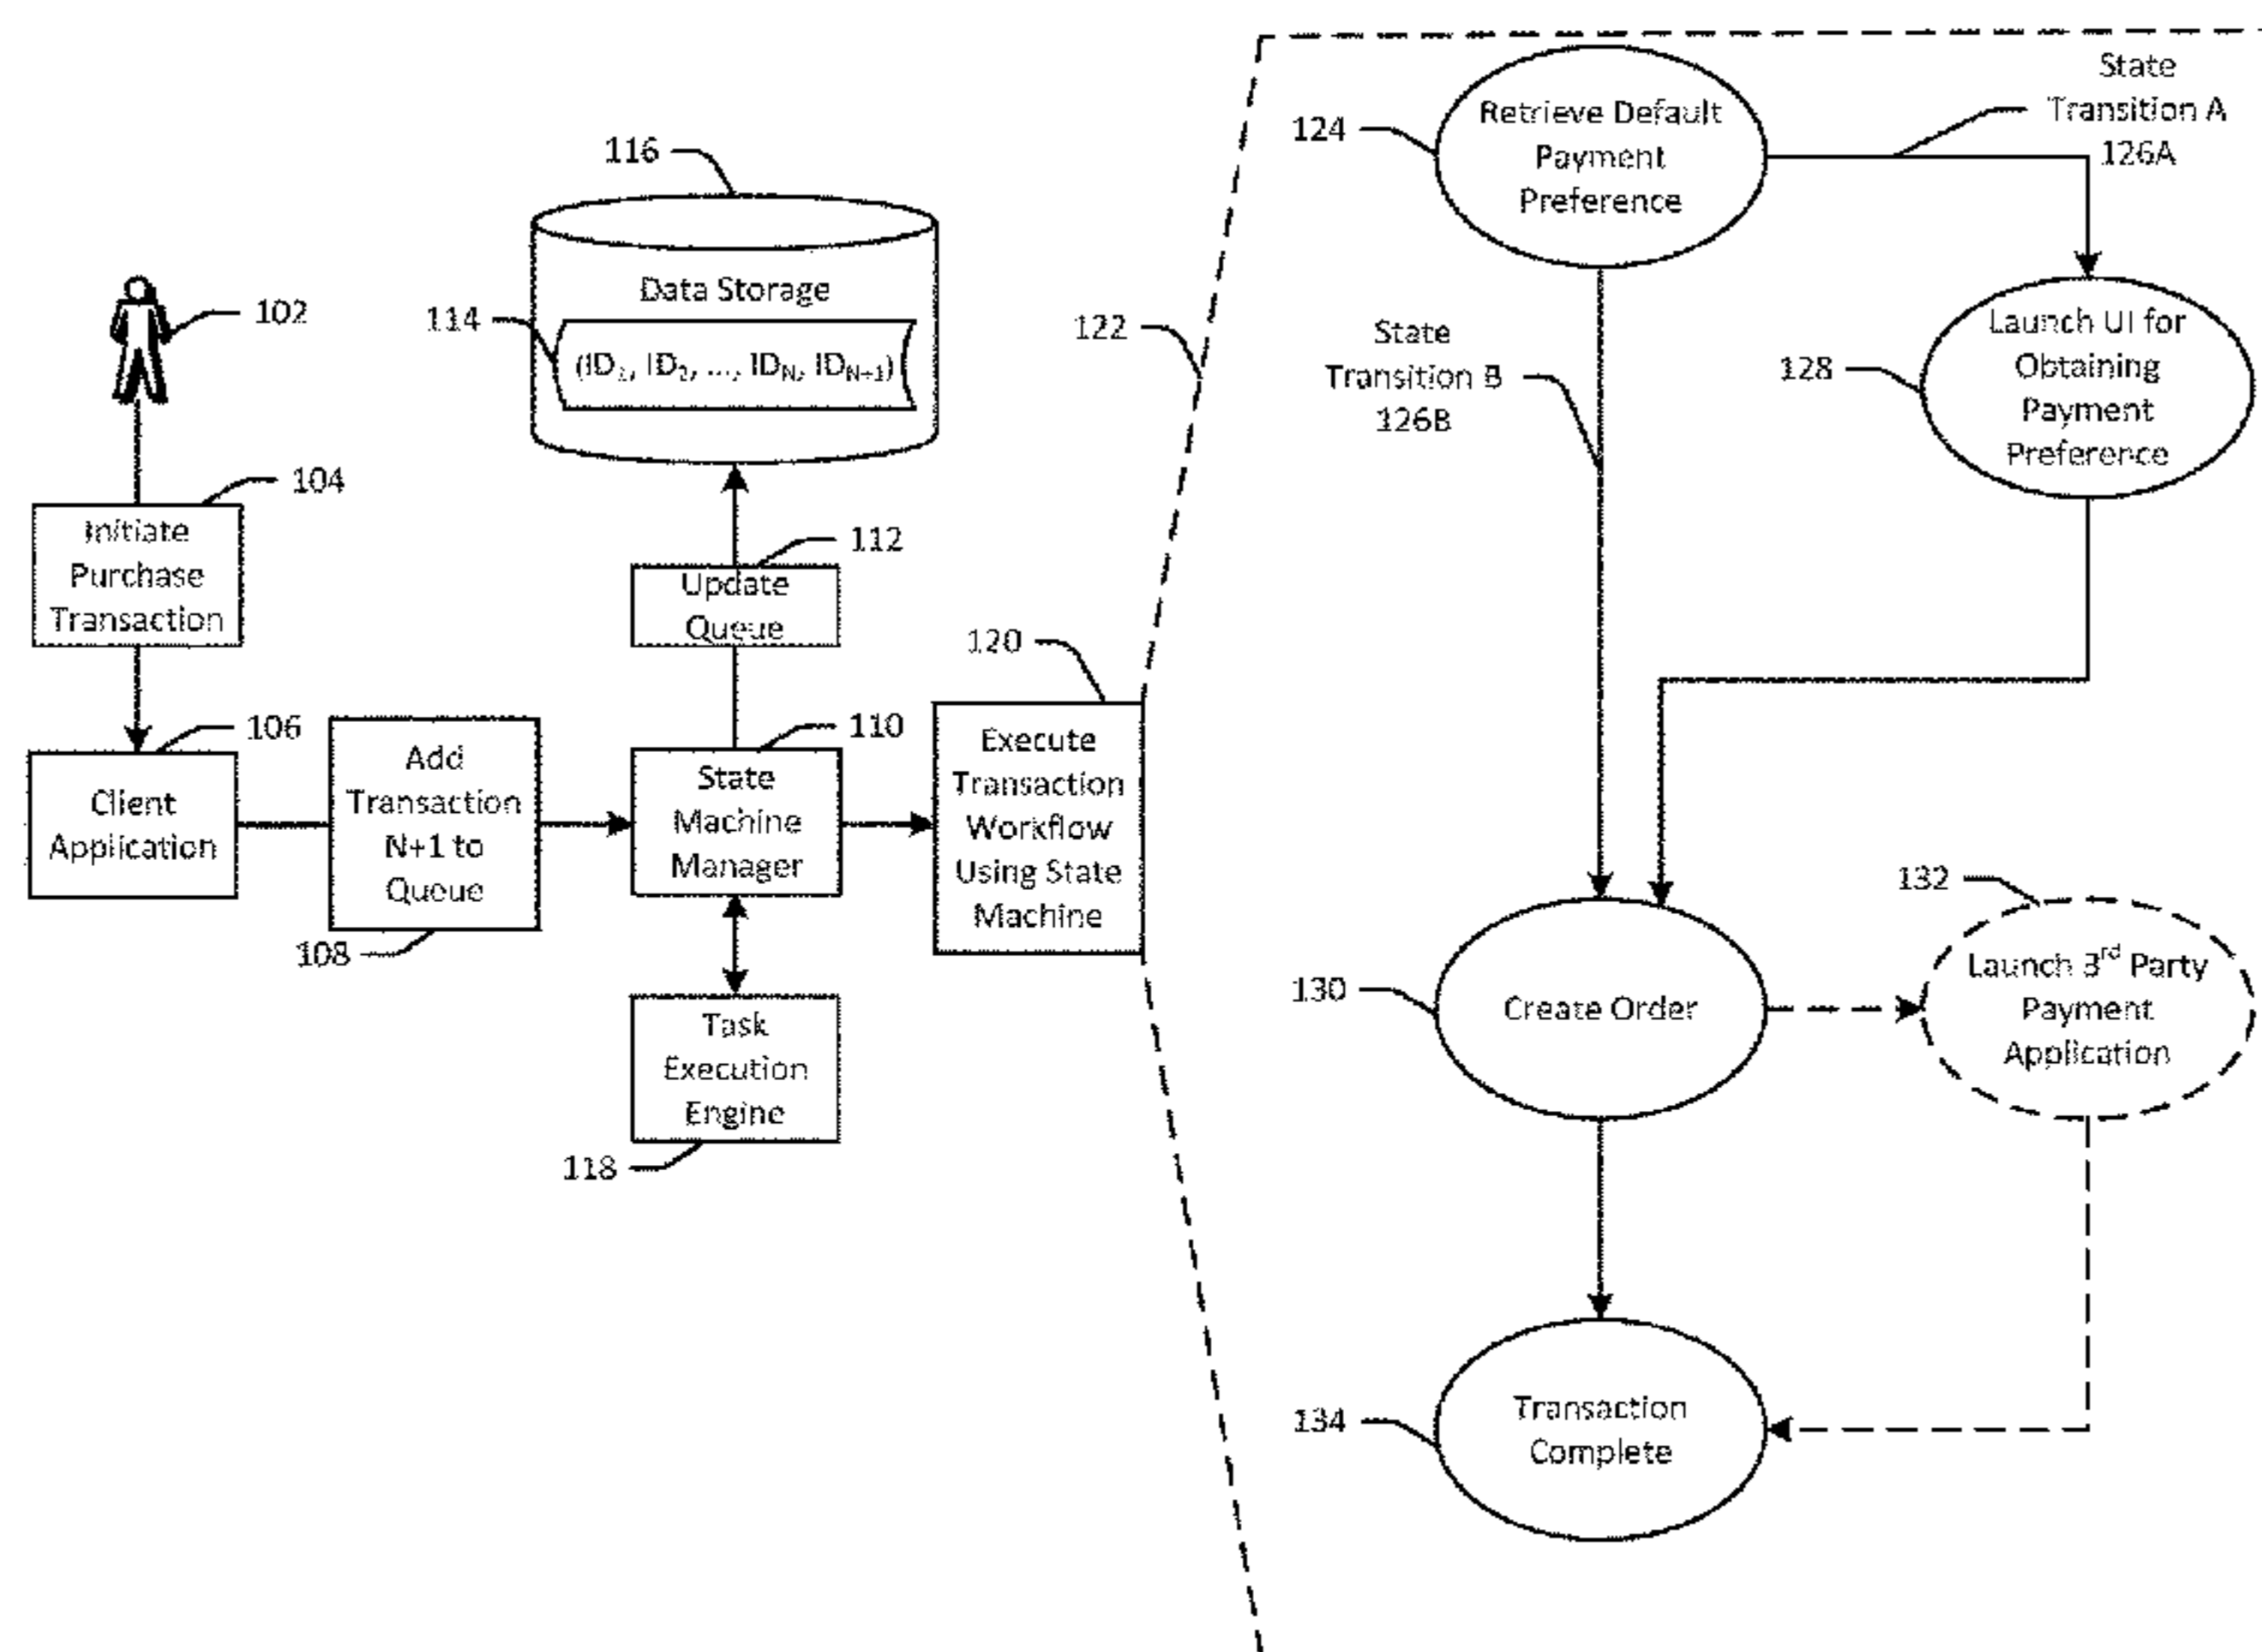 102
104
Initiate
Purchase
Transaction
106
Client
Application
Add
Transaction
N+1 to
Queue
108
116
Data Storage
114
(ID₁, ID₂, ..., IDN, IDN+1)
112
Update
Queue
110
State
Machine
Manager
Task
Execution
Engine
118
120
Execute
Transaction
Workflow
Using State
Machine
122
124
Retrieve Default
Payment
Preference
State
Transition A
126A
State
Transition B
126B
128
Launch UI for
Obtaining
Payment
Preference
130
Create Order
132
Launch 3rd Party
Payment
Application
134
Transaction
Complete